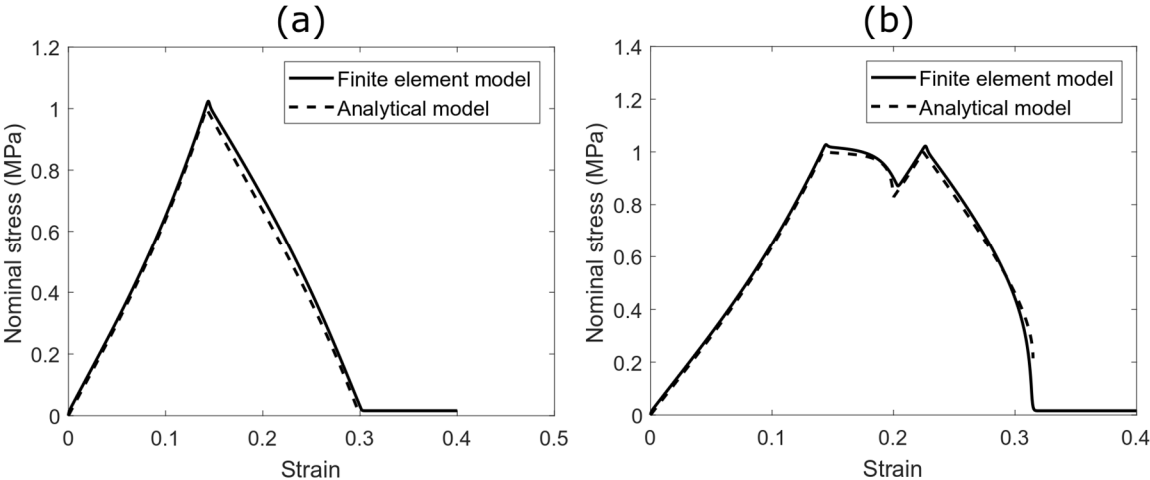 (a)
1.2
1
0.8
0.6
0.4
0.2
0
Nominal stress (MPa)
Finite element model
Analytical model
0 0.1 0.2 0.3 0.4 0.5
Strain
(b)
1.4
1.2
1
0.8
0.6
0.4
0.2
0
Nominal stress (MPa)
Finite element model
Analytical model
0 0.1 0.2 0.3 0.4
Strain